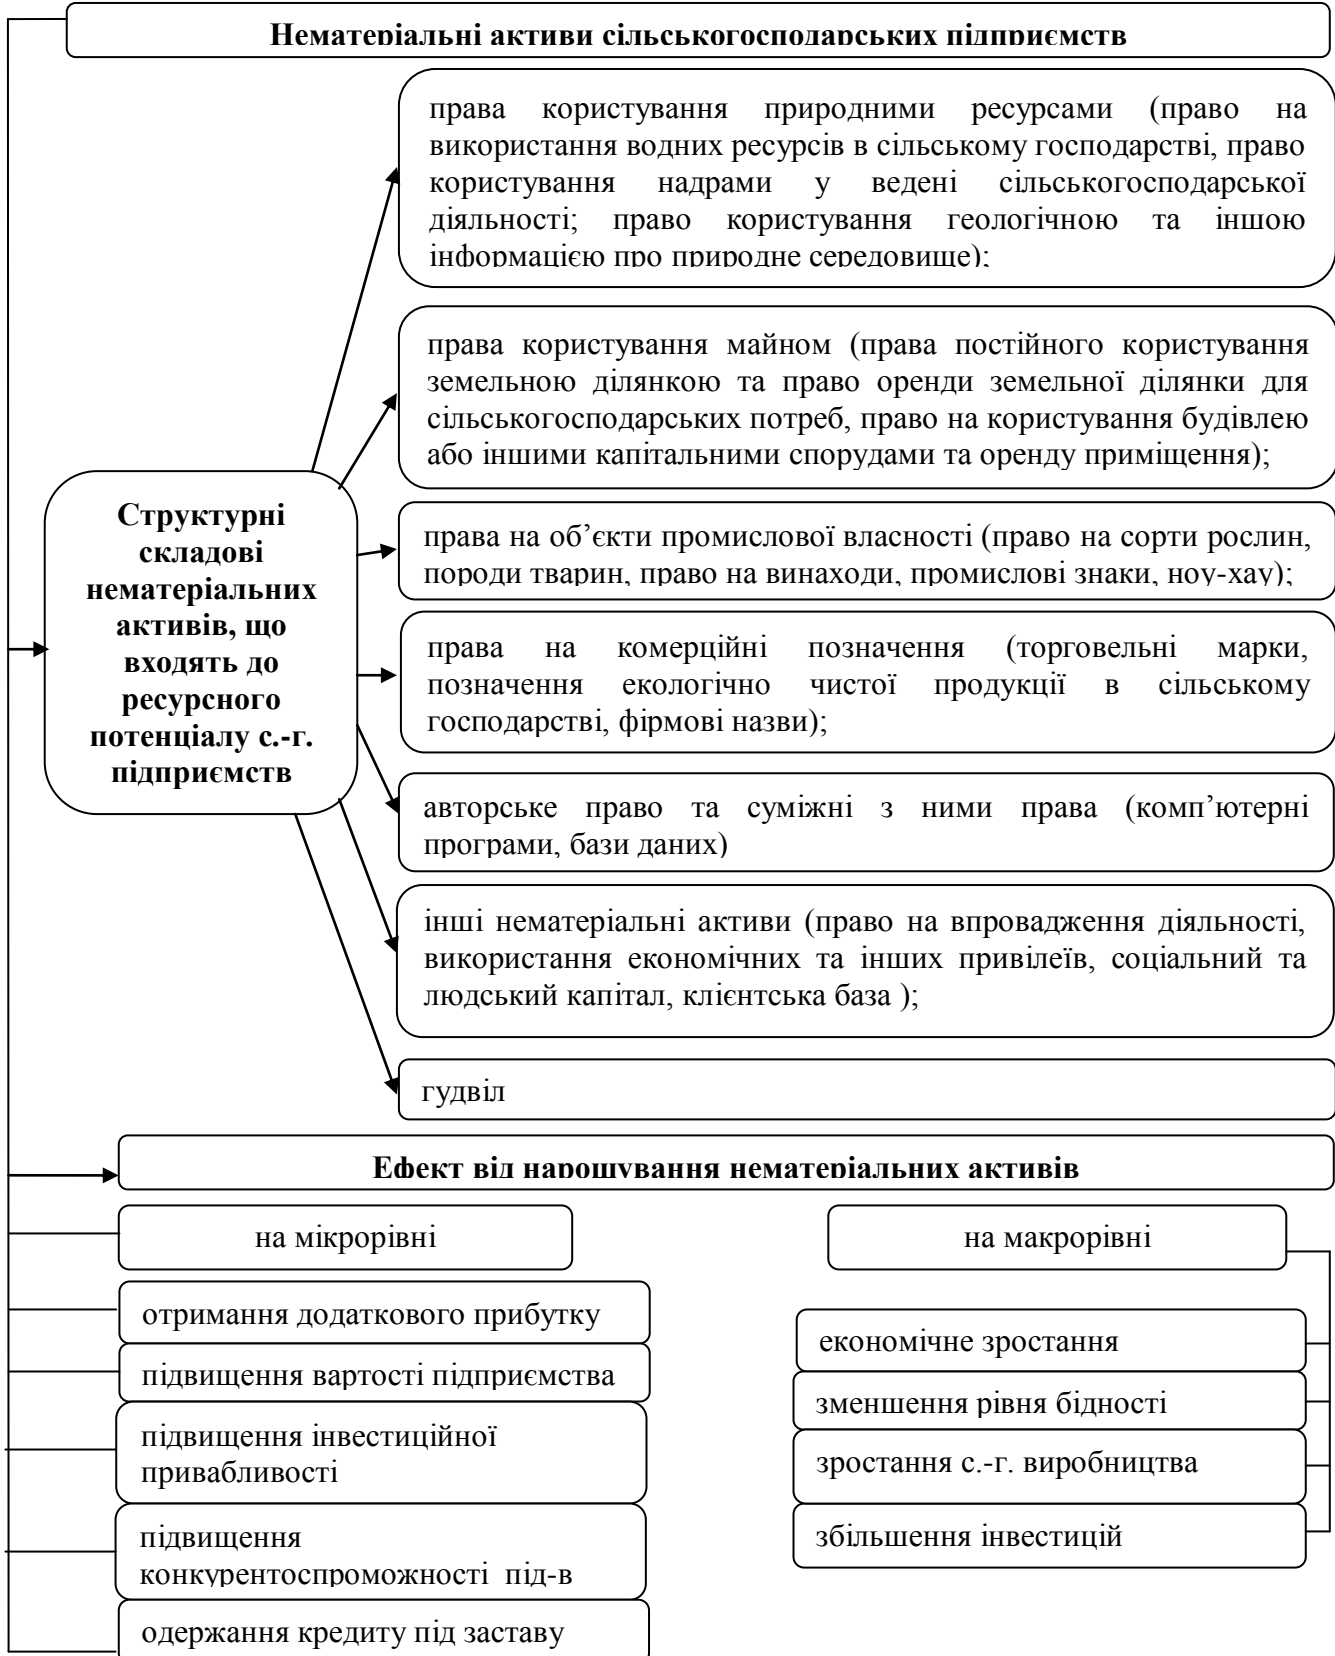 Нематеріальні активи сільськогосподарських підприємств
права користування природними ресурсами (право на
використання водних ресурсів в сільському господарстві, право
користування надрами у ведені сільськогосподарської
діяльності; право користування геологічною та іншою
інформацією про природне середовище);
права користування майном (права постійного користування
земельною ділянкою та право оренди земельної ділянки для
сільськогосподарських потреб, право на користування будівлею
або іншими капітальними спорудами та оренду приміщення);
Структурні
складові
нематеріальних
активів, що
входять до
ресурсного
потенціалу с.-г.
підприємств
права на об’єкти промислової власності (право на сорти рослин,
породи тварин, право на винаходи, промислові знаки, ноу-хау);
права на комерційні позначення (торговельні марки,
позначення екологічно чистої продукції в сільському
господарстві, фірмові назви);
авторське право та суміжні з ними права (комп’ютерні
програми, бази даних)
інші нематеріальні активи (право на впровадження діяльності,
використання економічних та інших привілеїв, соціальний та
людський капітал, клієнтська база );
гудвіл
Ефект від нарощування нематеріальних активів
на мікрорівні
отримання додаткового прибутку
підвищення вартості підприємства
підвищення інвестиційної
привабливості
підвищення
конкурентоспроможності під-в
одержання кредиту під заставу
на макрорівні
економічне зростання
зменшення рівня бідності
зростання с.-г. виробництва
збільшення інвестицій